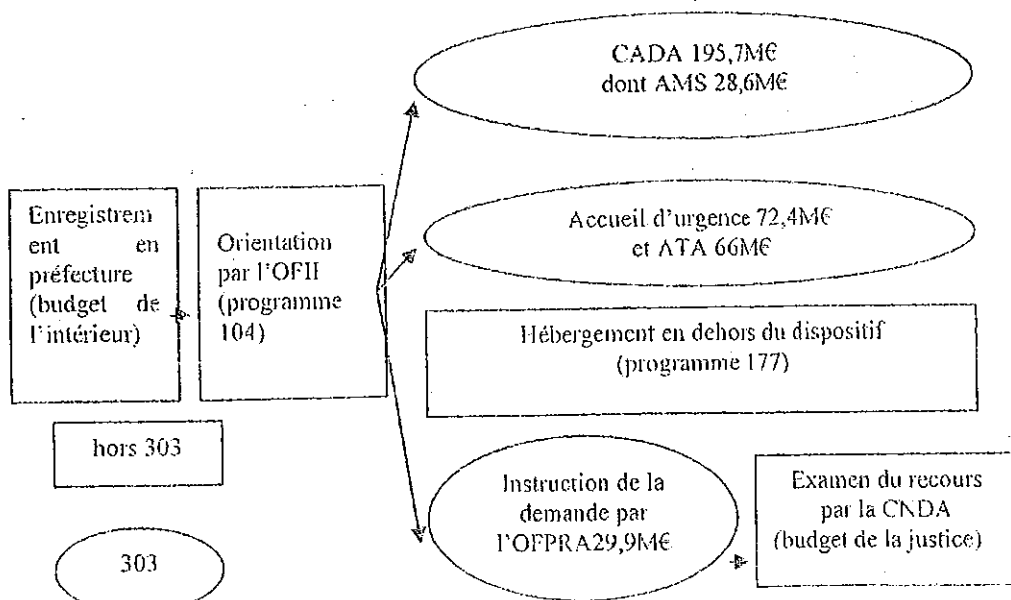 CADA 195,7M€
dont AMS 28,6M€
Enregistrem
ent en
préfecture
(budget de
l'intérieur)
Orientation
par l'OFII
(programme
104)
Accueil d'urgence 72,4M€
et ATA 66M€
Hébergement en dehors du dispositif
(programme 177)
hors 303
303
Instruction de la
demande par
l'OFPRA29,9M€
Examen du recours
par la CNDA
(budget de la justice)